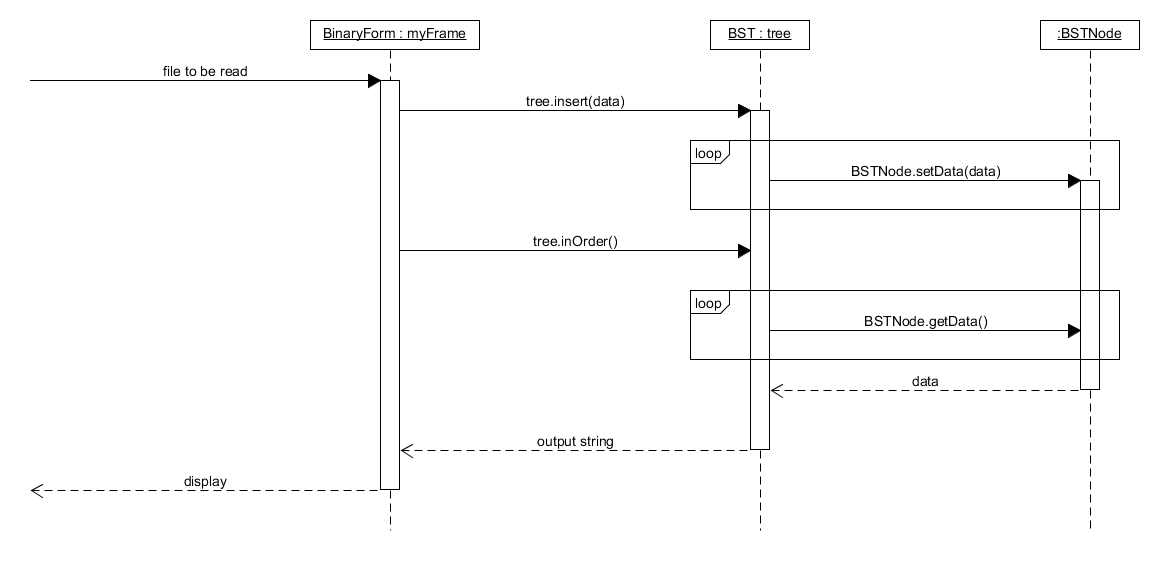 BinaryForm : myFrame
BST : tree
:BSTNode
file to be read
tree.insert(data)
loop
BSTNode.setData(data)
tree.inOrder()
loop
BSTNode.getData()
data
output string
display